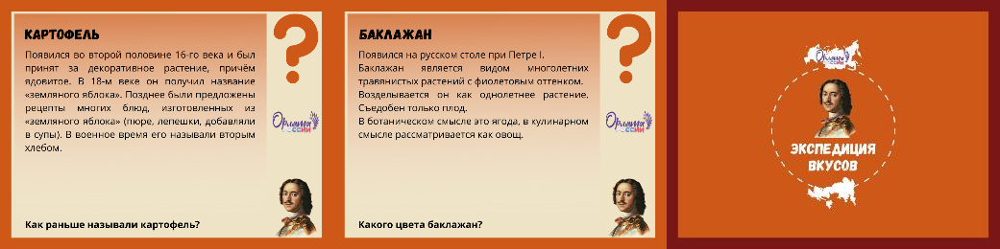 КАРТОФЕЛЬ
Появился во второй половине 16-го века и был
принят за декоративное растение, причём
ядовитое. В 18-м веке он получил название
«земляного яблока». Позднее были предложены
рецепты многих блюд, изготовленных из
«земляного яблока» (пюре, лепешки, добавляли
в супы). В военное время его называли вторым
хлебом.
?
Орлята
России
Как раньше называли картофель?
БАКЛАЖАН
Появился на русском столе при Петре I.
Баклажан является видом многолетних
травянистых растений с фиолетовым оттенком.
Возделывается он как однолетнее растение.
Съедобен только плод.
В ботаническом смысле это ягода, в кулинарном
смысле рассматривается как овощ.
?
Орлята
России
Какого цвета баклажан?
Орлята
России
ЭКСПЕДИЦИЯ
ВКУСОВ